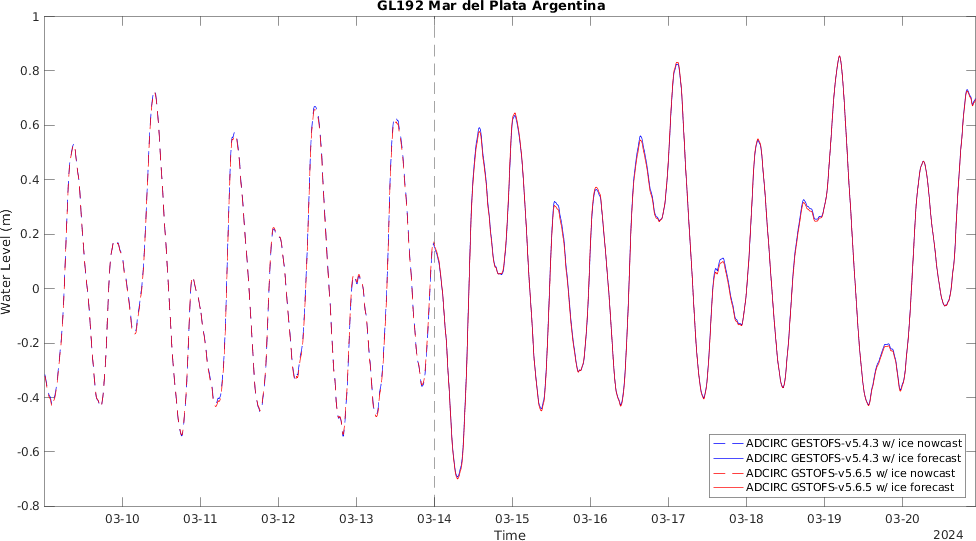 GL192 Mar del Plata Argentina
1
0.8
0.6
0.4
0.2
0
-0.2
-0.4
-0.6
-0.8
Water Level (m)
ADCIRC GESTOFS-v5.4.3 w/ ice nowcast
ADCIRC GESTOFS-v5.4.3 w/ ice forecast
ADCIRC GSTOFS-v5.6.5 w/ ice nowcast
ADCIRC GSTOFS-v5.6.5 w/ ice forecast
03-10 03-11 03-12 03-13 03-14 03-15 03-16 03-17 03-18 03-19 03-20
Time
2024